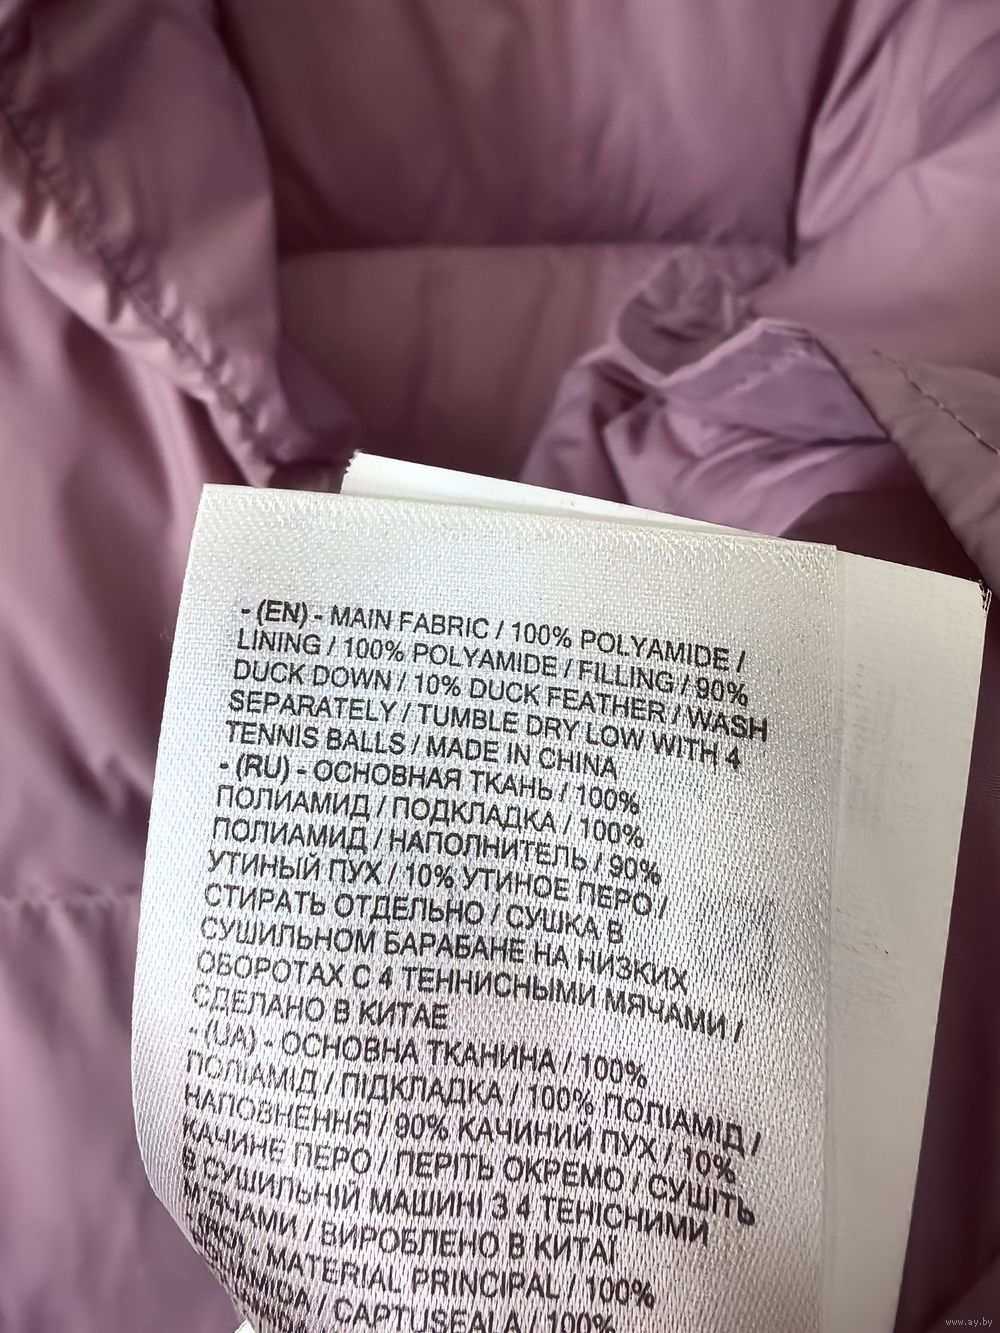 - (EN) - MAIN FABRIC / 100% POLYAMIDE /
LINING / 100% POLYAMIDE / FILLING / 90%
DUCK DOWN / 10% DUCK FEATHER / WASH
SEPARATELY / TUMBLE DRY LOW WITH 4
TENNIS BALLS / MADE IN CHINA
- (RU) - ОСНОВНАЯ ТКАНЬ / 100%
ПОЛИАМИД / ПОДКЛАДКА / 100%
ПОЛИАМИД / НАПОЛНИТЕЛЬ / 90%
УТИНЫЙ ПУХ / 10% УТИНОЕ ПЕРО /
СТИРАТЬ ОТДЕЛЬНО / СУШКА В
СУШИЛЬНОМ БАРАБАНЕ НА НИЗКИХ
ОБОРОТАХ С 4 ТЕННИСНЫМИ МЯЧАМИ /
СДЕЛАНО В КИТАЕ
- (UA) - ОСНОВНА ТКАНИНА / 100%
ПОЛІАМІД / ПІДКЛАДКА / 100% ПОЛІАМІД /
НАПОВНЕННЯ / 90% КАЧИНИЙ ПУХ / 10%
КАЧИНЕ ПЕРО / ПЕРІТЬ ОКРЕМО / СУШІТЬ
В СУШИЛЬНІЙ МАШИНІ З 4 ТЕНІСНИМИ
М'ЯЧАМИ / ВИРОБЛЕНО В КИТАЇ
- MATERIAL PRINCIPAL / 100%
/ CAPTUSEALA / 100%
www.ay.by